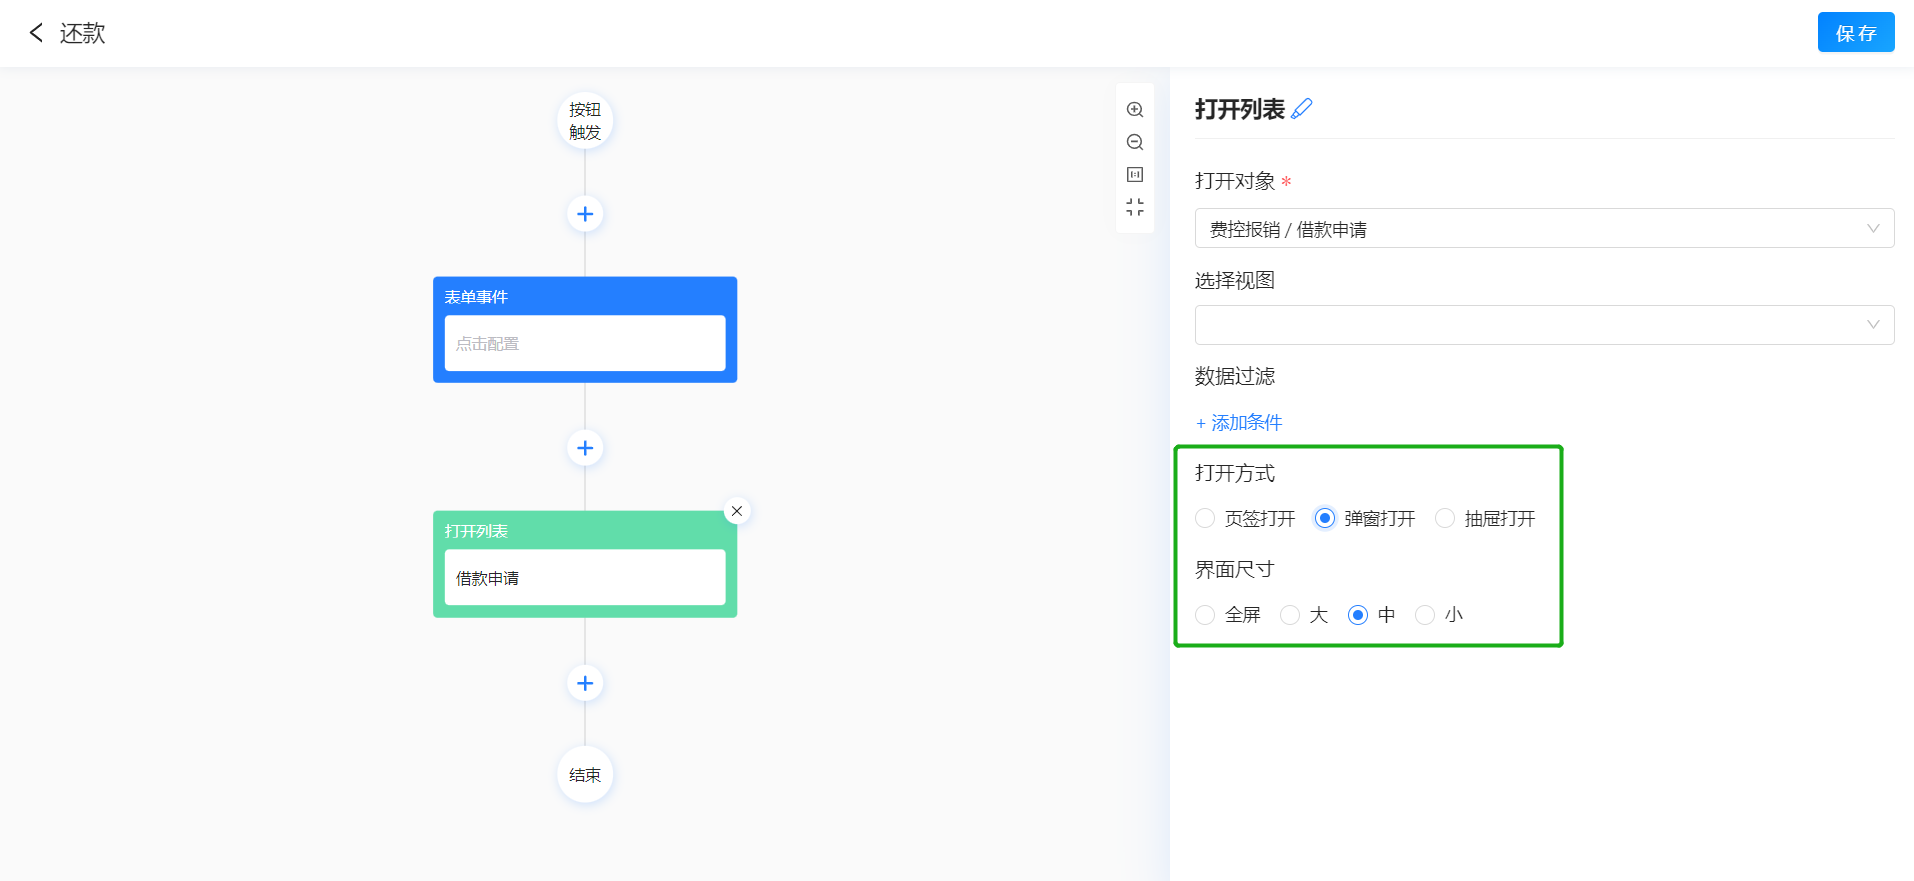 还款
保存
按钮
触发
表单事件
点击配置
打开列表
借款申请
结束
打开列表
打开对象 *
费控报销 / 借款申请
选择视图
数据过滤
+ 添加条件
打开方式
页签打开 弹窗打开 抽屉打开
界面尺寸
全屏 大 中 小